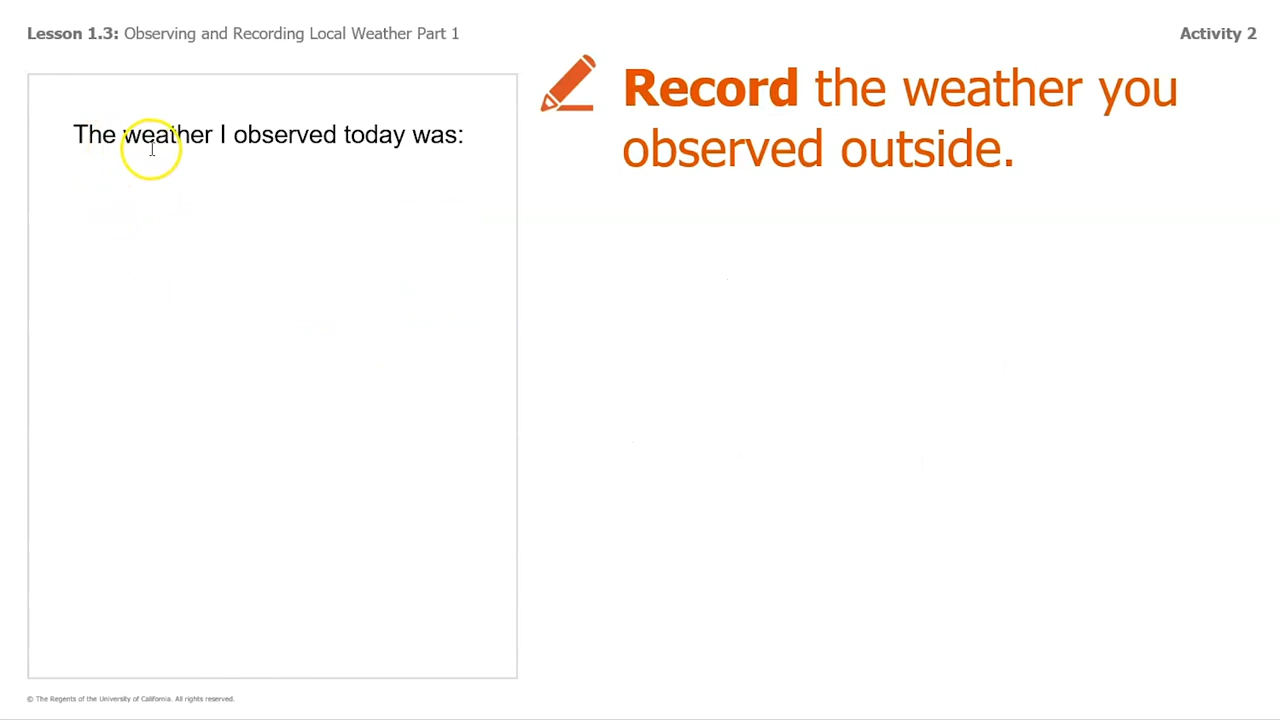 Lesson 1.3: Observing and Recording Local Weather Part 1
Activity 2
The weather I observed today was:
Record the weather you
observed outside.
© The Regents of the University of California. All rights reserved.